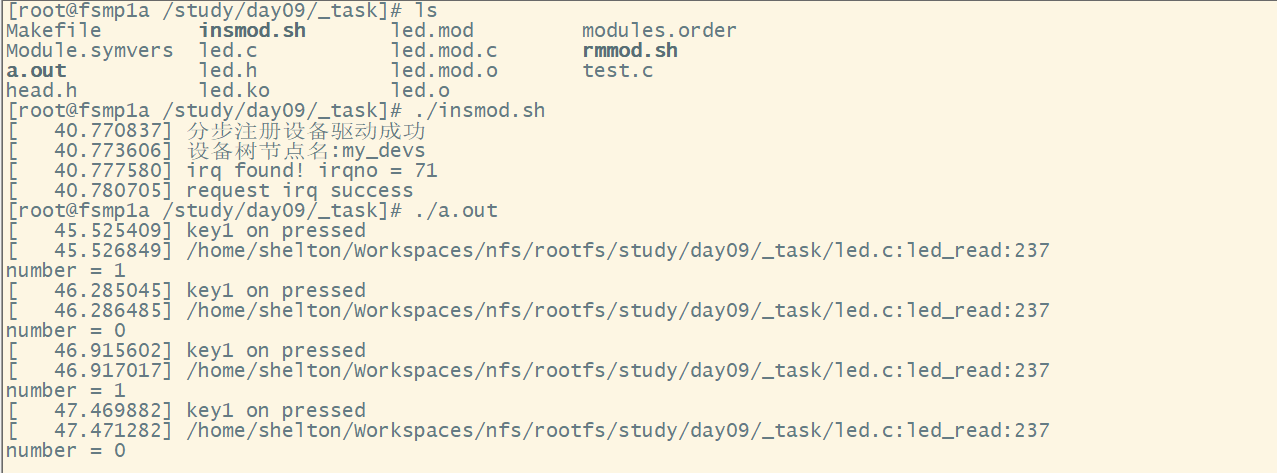 [root@fsmp1a /study/day09/_task]# ls
Makefile        insmod.sh       led.mod         modules.order
Module.symvers  led.c           led.mod.c       rmmod.sh
a.out           led.h           led.mod.o       test.c
head.h          led.ko          led.o
[root@fsmp1a /study/day09/_task]# ./insmod.sh
[   40.770837] 分步注册设备驱动成功
[   40.773606] 设备树节点名:my_devs
[   40.777580] irq found! irqno = 71
[   40.780705] request irq success
[root@fsmp1a /study/day09/_task]# ./a.out
[   45.525409] key1 on pressed
[   45.526849] /home/shelton/Workspaces/nfs/rootfs/study/day09/_task/led.c:led_read:237
number = 1
[   46.285045] key1 on pressed
[   46.286485] /home/shelton/Workspaces/nfs/rootfs/study/day09/_task/led.c:led_read:237
number = 0
[   46.915602] key1 on pressed
[   46.917017] /home/shelton/Workspaces/nfs/rootfs/study/day09/_task/led.c:led_read:237
number = 1
[   47.469882] key1 on pressed
[   47.471282] /home/shelton/Workspaces/nfs/rootfs/study/day09/_task/led.c:led_read:237
number = 0